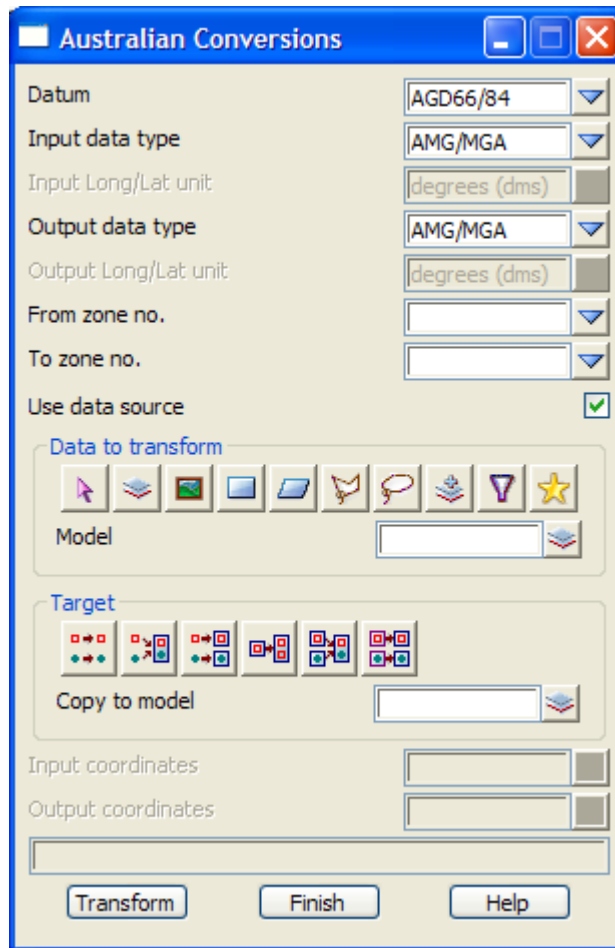 Australian Conversions
Datum AGD66/84
Input data type AMG/MGA
Input Long/Lat unit degrees (dms)
Output data type AMG/MGA
Output Long/Lat unit degrees (dms)
From zone no.
To zone no.
Use data source
Data to transform
Model
Target
Copy to model
Input coordinates
Output coordinates
Transform Finish Help